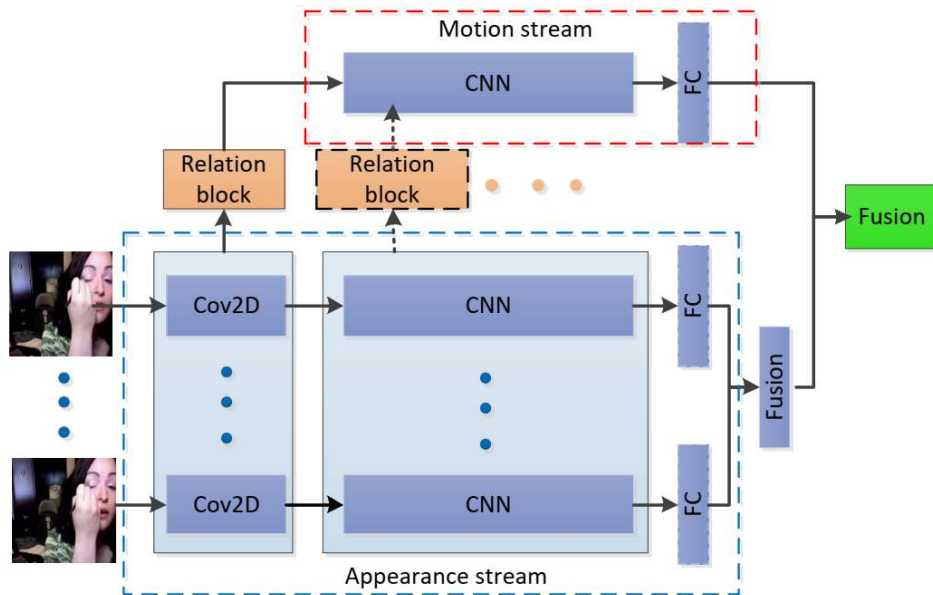 Motion stream
CNN
FC
Relation
block
Relation
block
Fusion
Cov2D
CNN
FC
Fusion
Cov2D
CNN
FC
Appearance stream